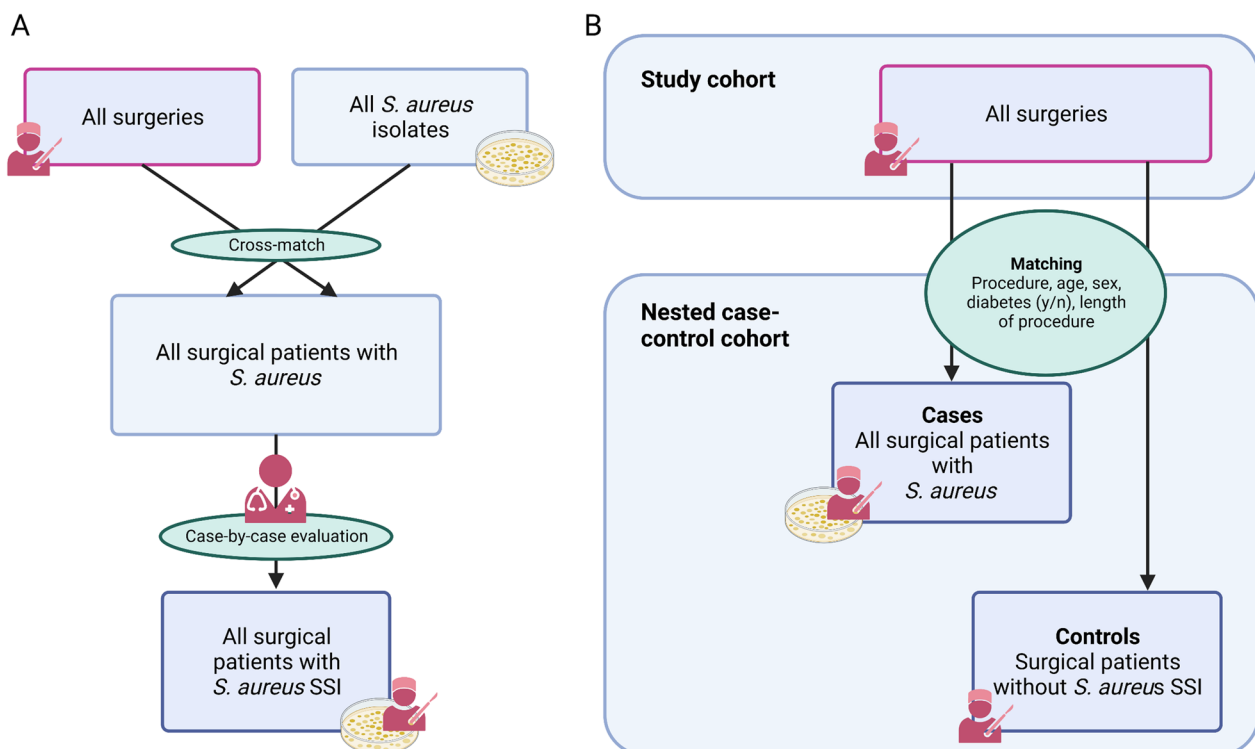 A
All surgeries
All S. aureus
isolates
Cross-match
All surgical patients with
S. aureus
Case-by-case evaluation
All surgical
patients with
S. aureus SSI
B
Study cohort
All surgeries
Matching
Procedure, age, sex,
diabetes (y/n), length
of procedure
Nested case-
control cohort
Cases
All surgical patients
with
S. aureus
Controls
Surgical patients
without S. aureus SSI